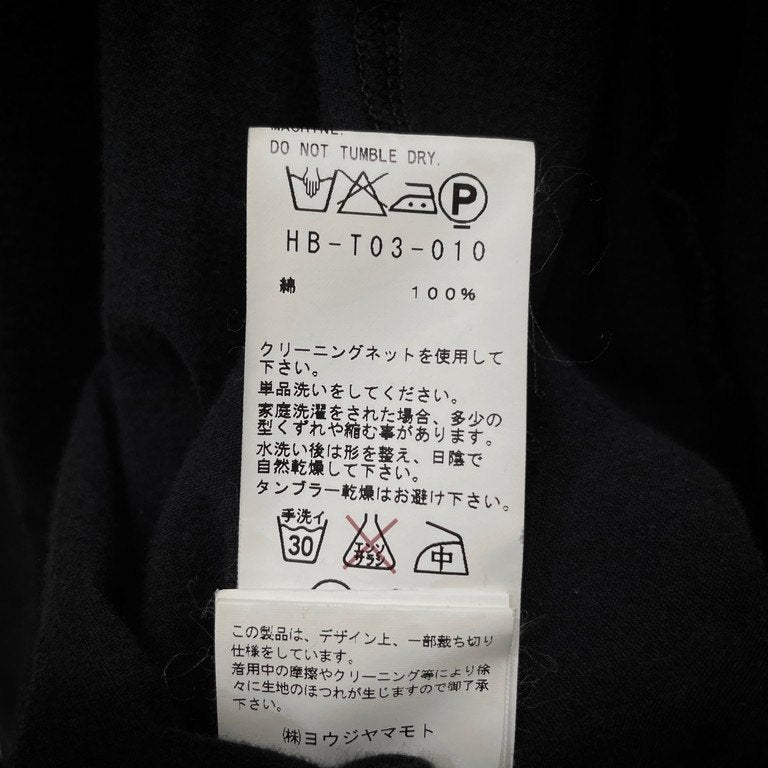 MACHINE.
DO NOT TUMBLE DRY.
P
HB-T03-010
綿 100%
クリーニングネットを使用して
下さい。
単品洗いをしてください。
家庭洗濯をされた場合、多少の
型くずれや縮む事があります。
水洗い後は形を整え、日陰で
自然乾燥して下さい。
タンブラー乾燥はお避け下さい。
手洗イ
30
エンソ
サラシ
中
この製品は、デザイン上、一部裁ち切り
仕様をしています。
着用中の摩擦やクリーニング等により徐
々に生地のほつれが生じますので御了承
下さい。
㈱ヨウジヤマモト